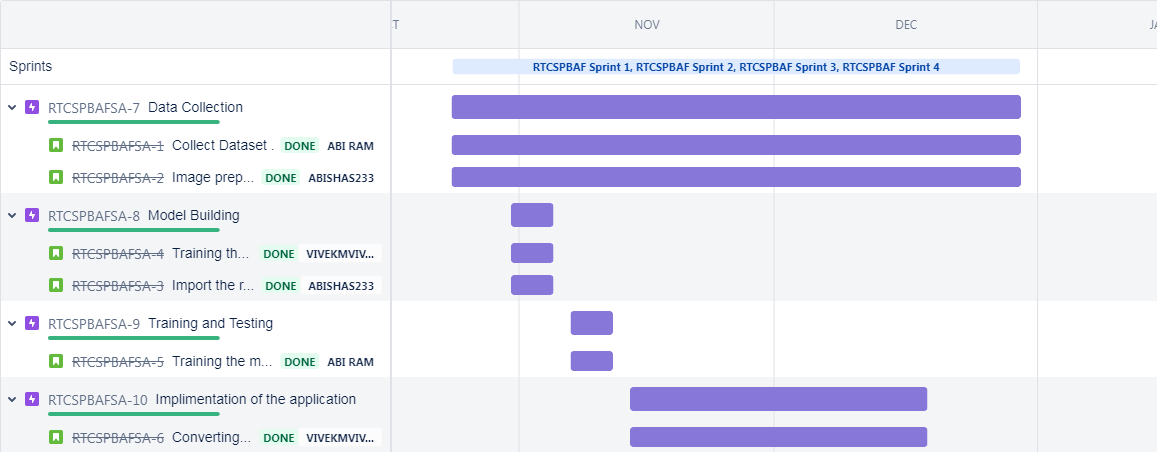 T NOV DEC JA
Sprints RTCSPBAF Sprint 1, RTCSPBAF Sprint 2, RTCSPBAF Sprint 3, RTCSPBAF Sprint 4
RTCSPBAFSA-7 Data Collection
RTCSPBAFSA-1 Collect Dataset . DONE ABI RAM
RTCSPBAFSA-2 Image prep... DONE ABISHAS233
RTCSPBAFSA-8 Model Building
RTCSPBAFSA-4 Training th... DONE VIVEKMVIV...
RTCSPBAFSA-3 Import the r... DONE ABISHAS233
RTCSPBAFSA-9 Training and Testing
RTCSPBAFSA-5 Training the m... DONE ABI RAM
RTCSPBAFSA-10 Implimentation of the application
RTCSPBAFSA-6 Converting... DONE VIVEKMVIV...